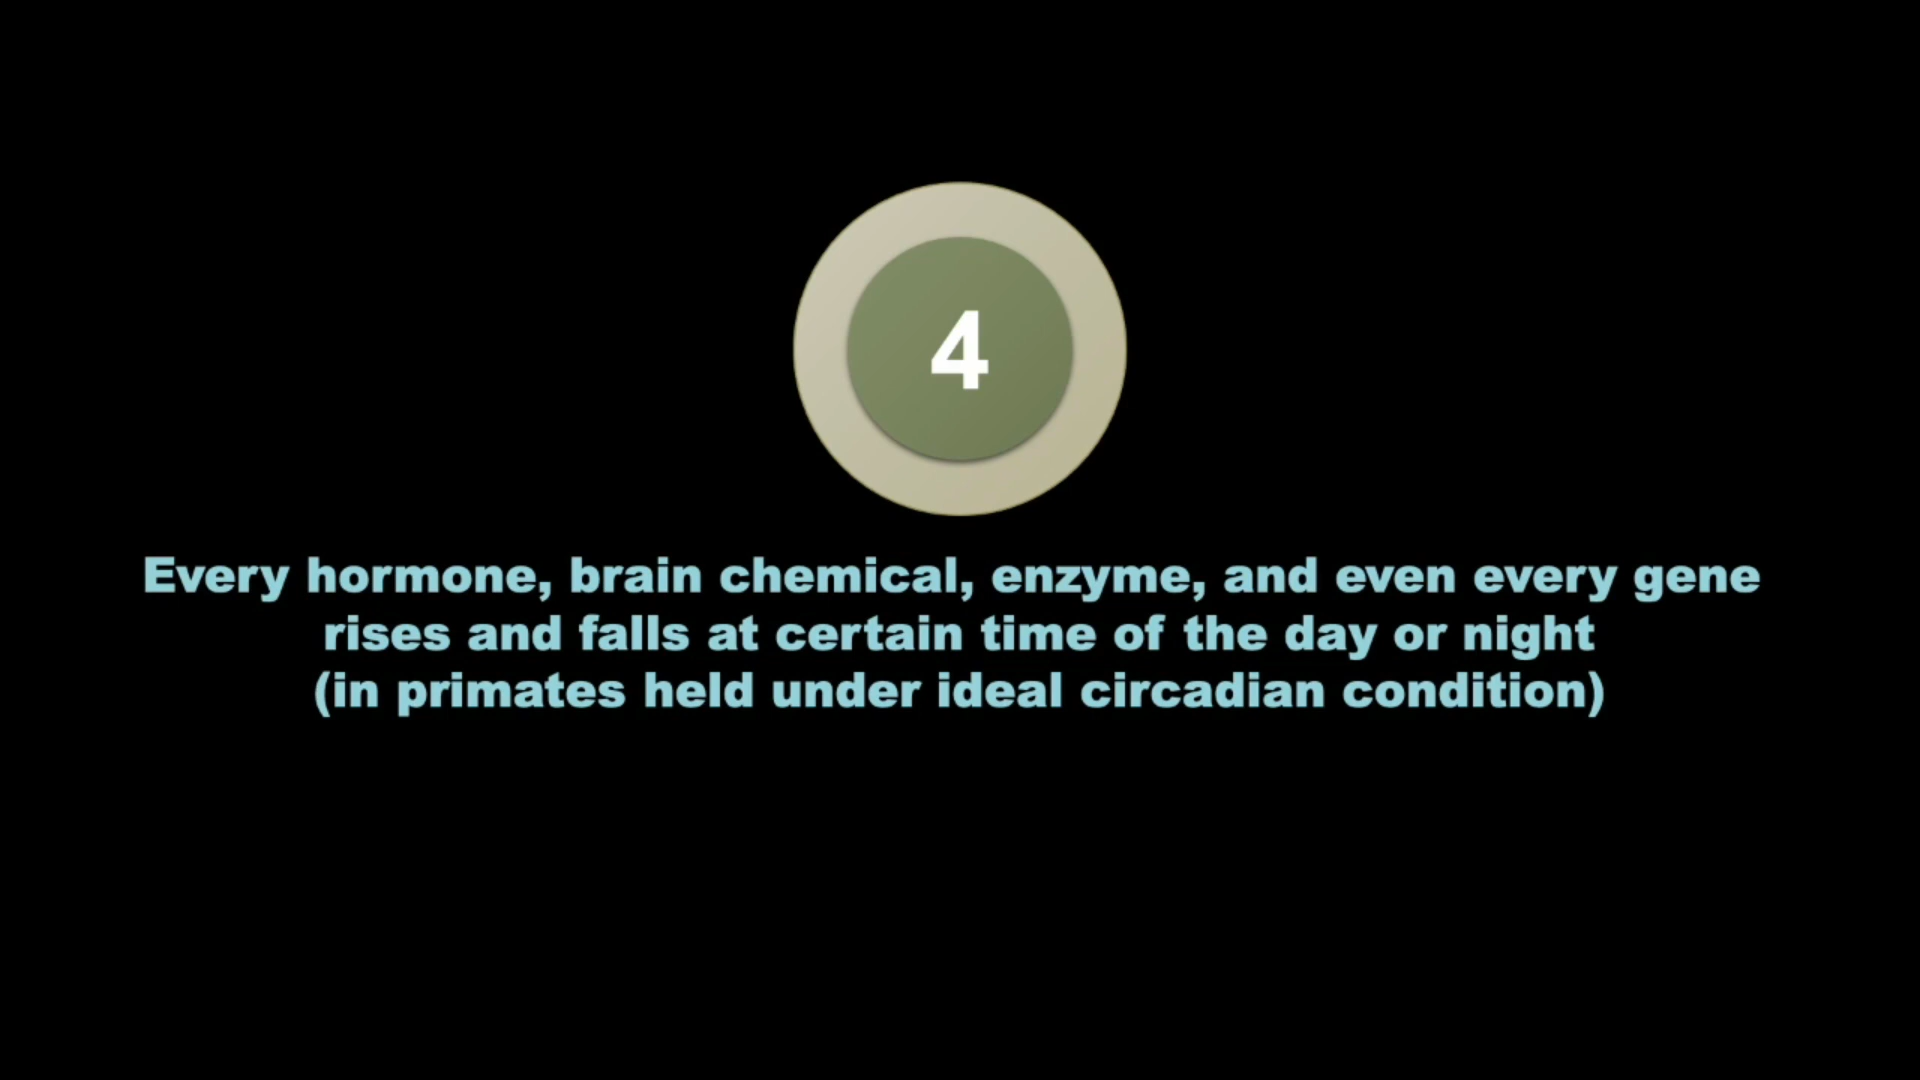 4
Every hormone, brain chemical, enzyme, and even every gene
rises and falls at certain time of the day or night
(in primates held under ideal circadian condition)